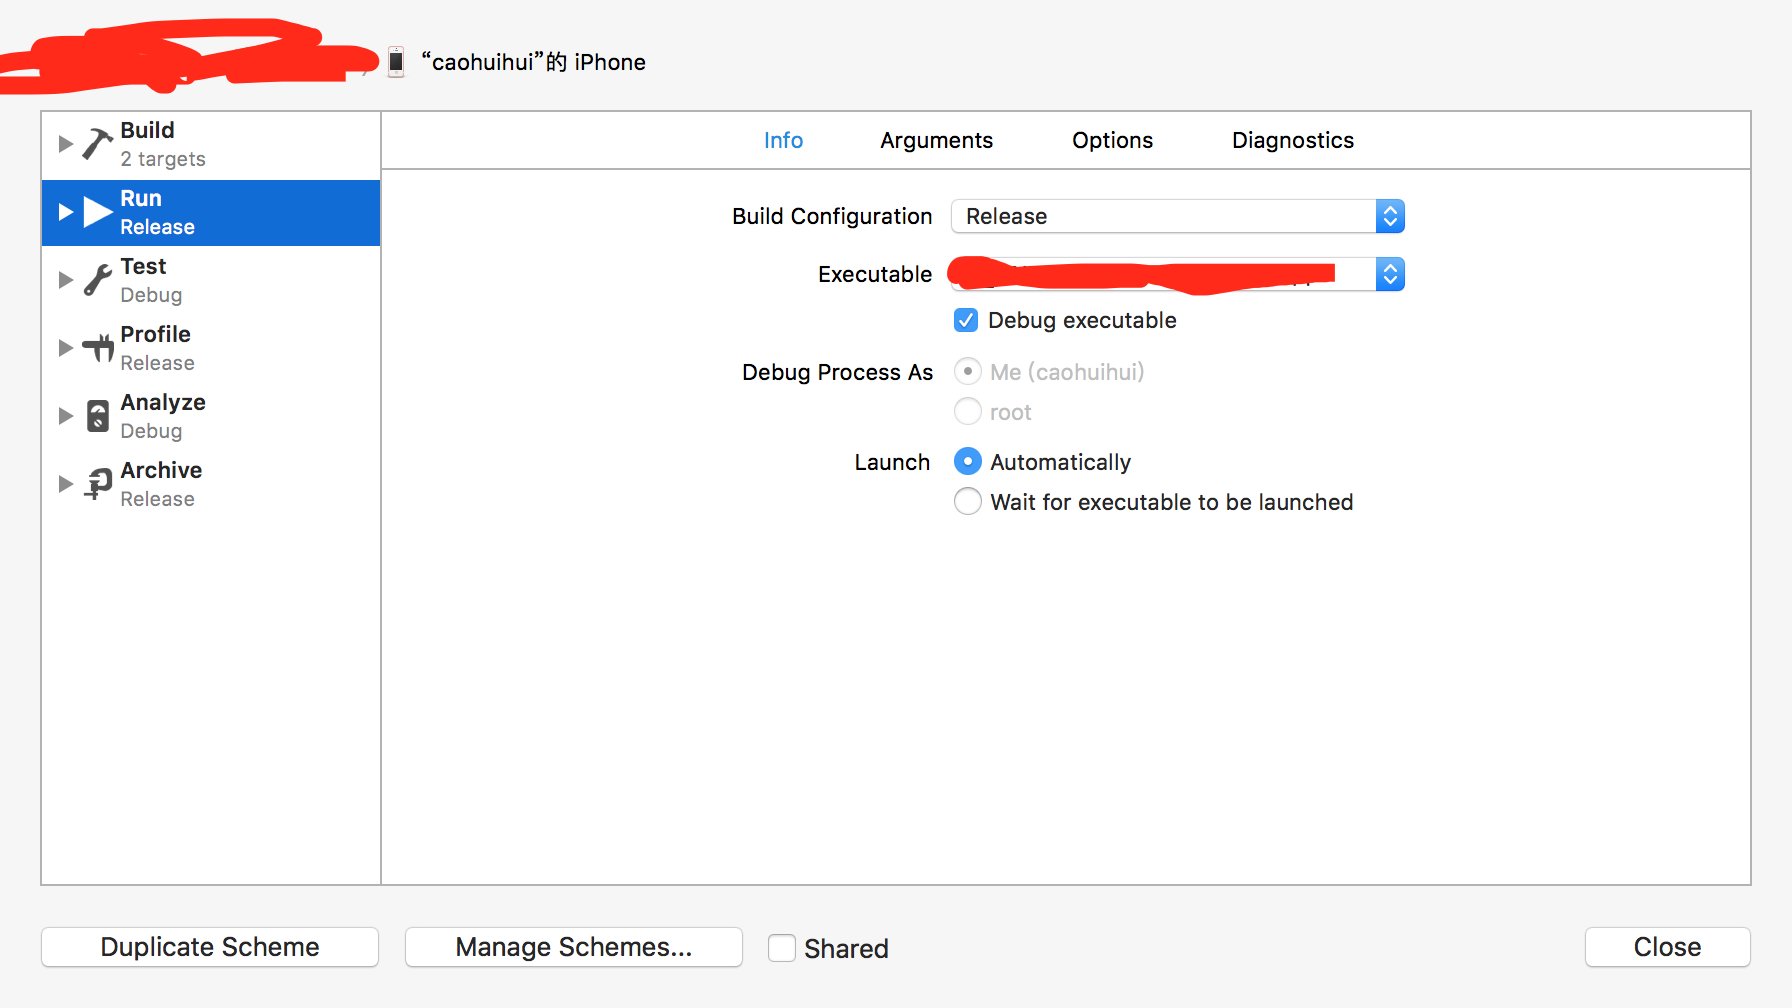 “caohuihui”的 iPhone
Build
2 targets
Run
Release
Test
Debug
Profile
Release
Analyze
Debug
Archive
Release
Info Arguments Options Diagnostics
Build Configuration Release
Executable
Debug executable
Debug Process As Me (caohuihui)
root
Launch Automatically
Wait for executable to be launched
Duplicate Scheme Manage Schemes... Shared Close